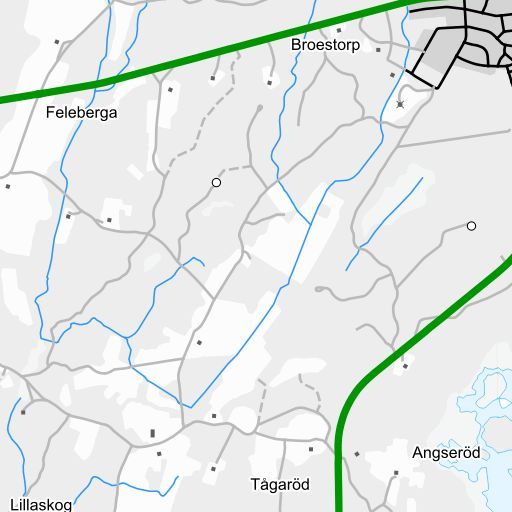 Broestorp
Feleberga
Angseröd
Tågaröd
Lillaskog